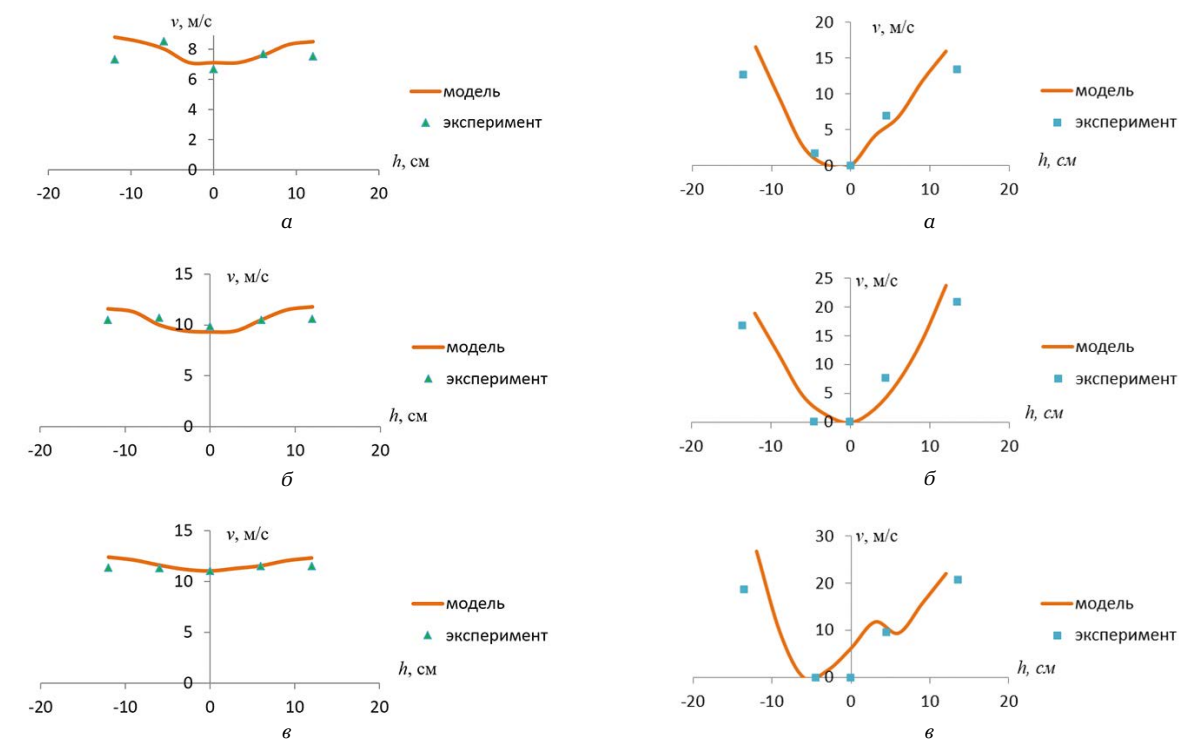 v, м/с
8
6
4
2
0
-20 -10 0 10 20
h, см
модель
эксперимент
а
v, м/с
20
15
10
5
0
-20 -10 0 10 20
h, см
модель
эксперимент
а
v, м/с
15
10
5
0
-20 -10 0 10 20
h, см
модель
эксперимент
б
v, м/с
25
20
15
10
5
0
-20 -10 0 10 20
h, см
модель
эксперимент
б
v, м/с
15
10
5
0
-20 -10 0 10 20
h, см
модель
эксперимент
в
v, м/с
30
20
10
0
-20 -10 0 10 20
h, см
модель
эксперимент
в